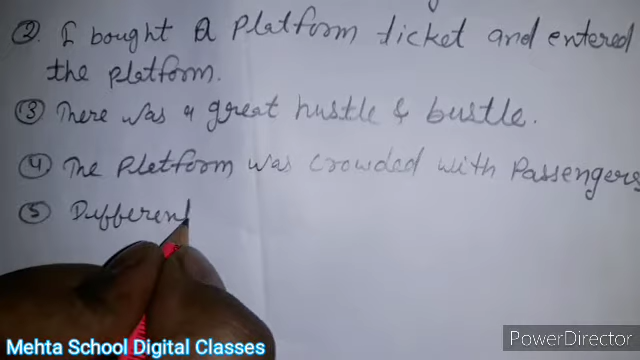 ② I bought a Platform ticket and entered
the platform.
③ There was a great hustle & bustle.
④ The Platform was crowded with Passengers
⑤ Different
PowerDirector
Mehta School Digital Classes